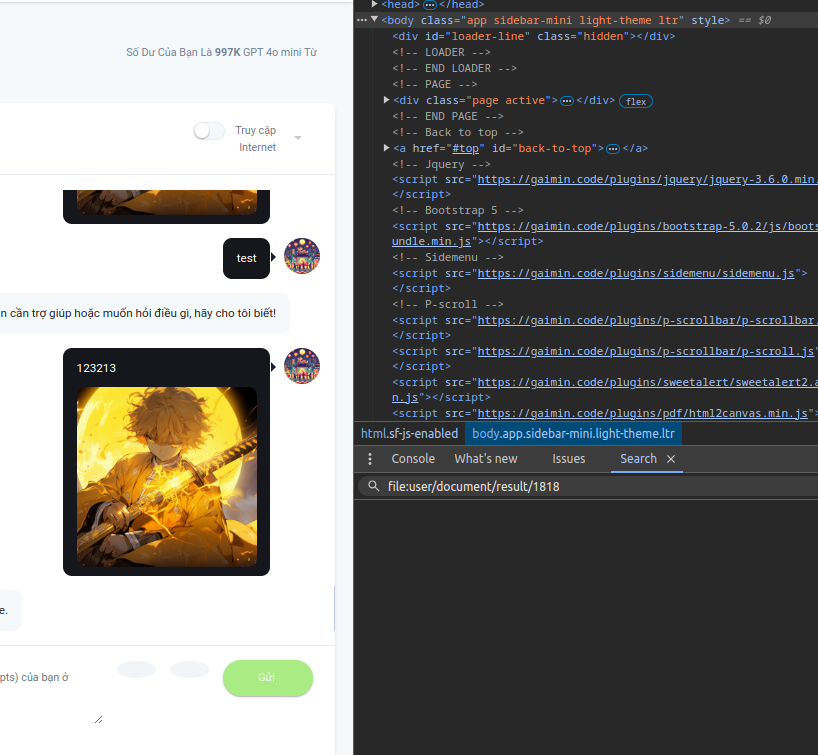 Số Dư Của Bạn Là 997K GPT 4o mini Từ
Truy cập
Internet
test
n cần trợ giúp hoặc muốn hỏi điều gì, hãy cho tôi biết!
123213
e.
pts) của bạn ở
Gửi
<head> ••• </head>
••• <body class="app sidebar-mini light-theme ltr" style> == $0
<div id="loader-line" class="hidden"></div>
<!-- LOADER -->
<!-- END LOADER -->
<!-- PAGE -->
<div class="page active"> ••• </div> flex
<!-- END PAGE -->
<!-- Back to top -->
<a href="#top" id="back-to-top"> ••• </a>
<!-- Jquery -->
<script src="https://gaimin.code/plugins/jquery/jquery-3.6.0.min.
</script>
<!-- Bootstrap 5 -->
<script src="https://gaimin.code/plugins/bootstrap-5.0.2/js/boots
undle.min.js"></script>
<!-- Sidemenu -->
<script src="https://gaimin.code/plugins/sidemenu/sidemenu.js">
</script>
<!-- P-scroll -->
<script src="https://gaimin.code/plugins/p-scrollbar/p-scrollbar.
</script>
<script src="https://gaimin.code/plugins/p-scrollbar/p-scroll.js"
</script>
<script src="https://gaimin.code/plugins/sweetalert/sweetalert2.a
n.js"></script>
<script src="https://gaimin.code/plugins/pdf/html2canvas.min.js">
html.sf-js-enabled body.app.sidebar-mini.light-theme.ltr
Console What's new Issues Search
file:user/document/result/1818